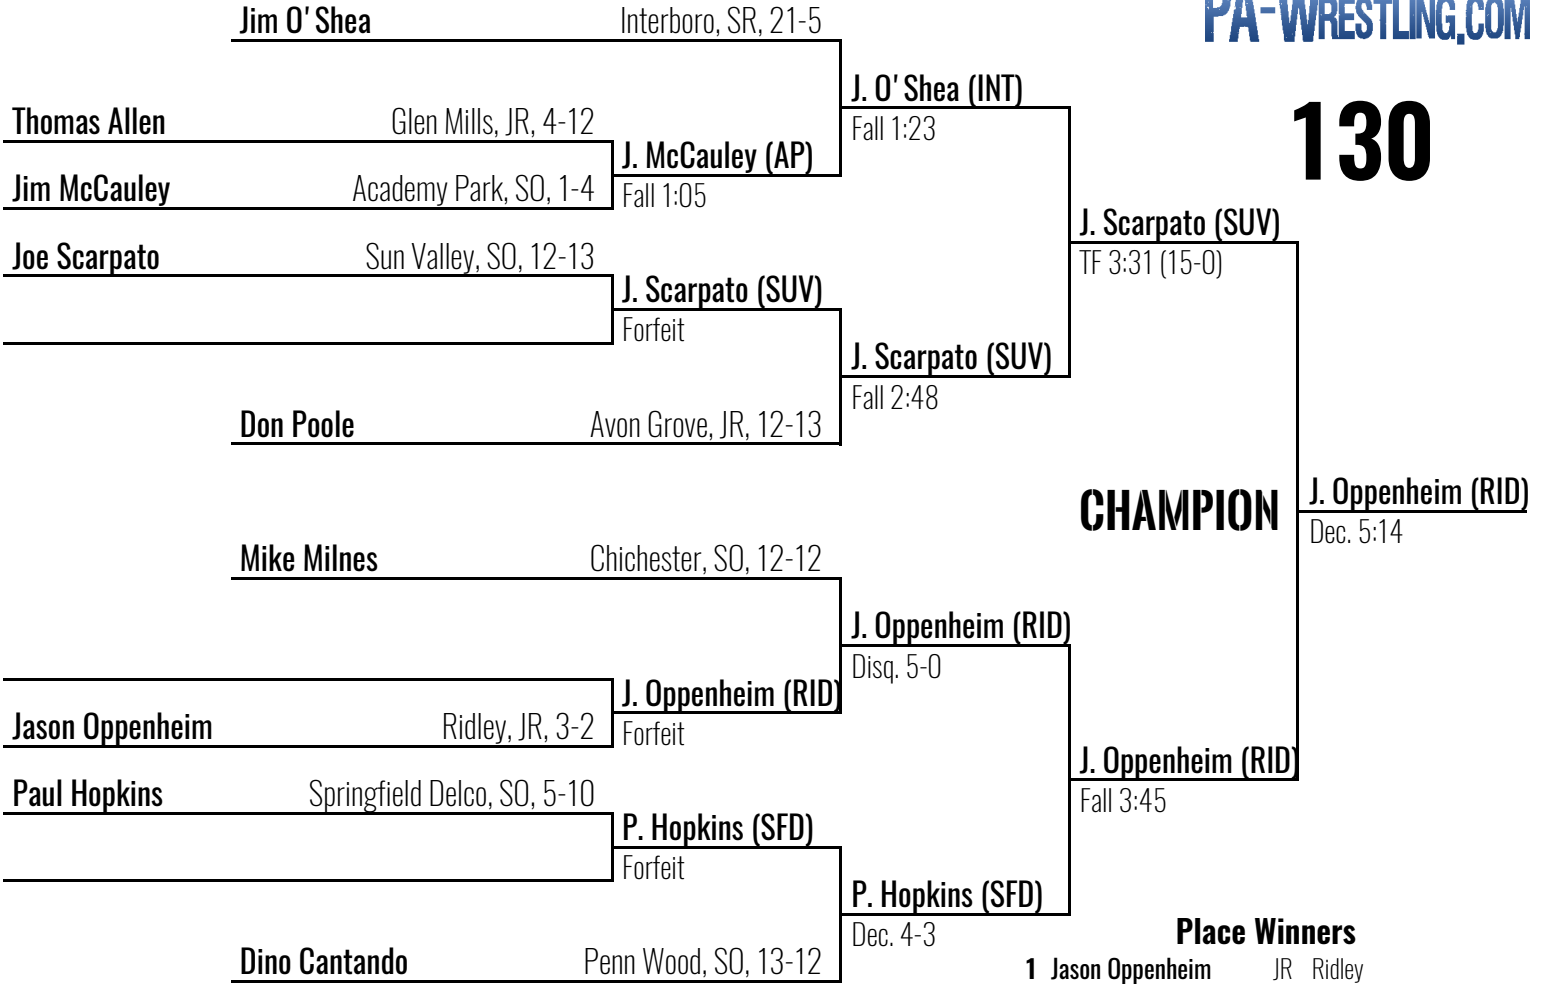 Jim O'Shea Interboro, SR, 21-5
PA-WRESTLING.COM
J. O'Shea (INT)
Fall 1:23
130
Thomas Allen Glen Mills, JR, 4-12
J. McCauley (AP)
Fall 1:05
Jim McCauley Academy Park, SO, 1-4
J. Scarpato (SUV)
TF 3:31 (15-0)
Joe Scarpato Sun Valley, SO, 12-13
J. Scarpato (SUV)
Forfeit
J. Scarpato (SUV)
Fall 2:48
Don Poole Avon Grove, JR, 12-13
CHAMPION
J. Oppenheim (RID)
Dec. 5:14
Mike Milnes Chichester, SO, 12-12
J. Oppenheim (RID)
Disq. 5-0
J. Oppenheim (RID)
Forfeit
Jason Oppenheim Ridley, JR, 3-2
J. Oppenheim (RID)
Fall 3:45
Paul Hopkins Springfield Delco, SO, 5-10
P. Hopkins (SFD)
Forfeit
P. Hopkins (SFD)
Dec. 4-3
Dino Cantando Penn Wood, SO, 13-12
Place Winners
1 Jason Oppenheim JR Ridley